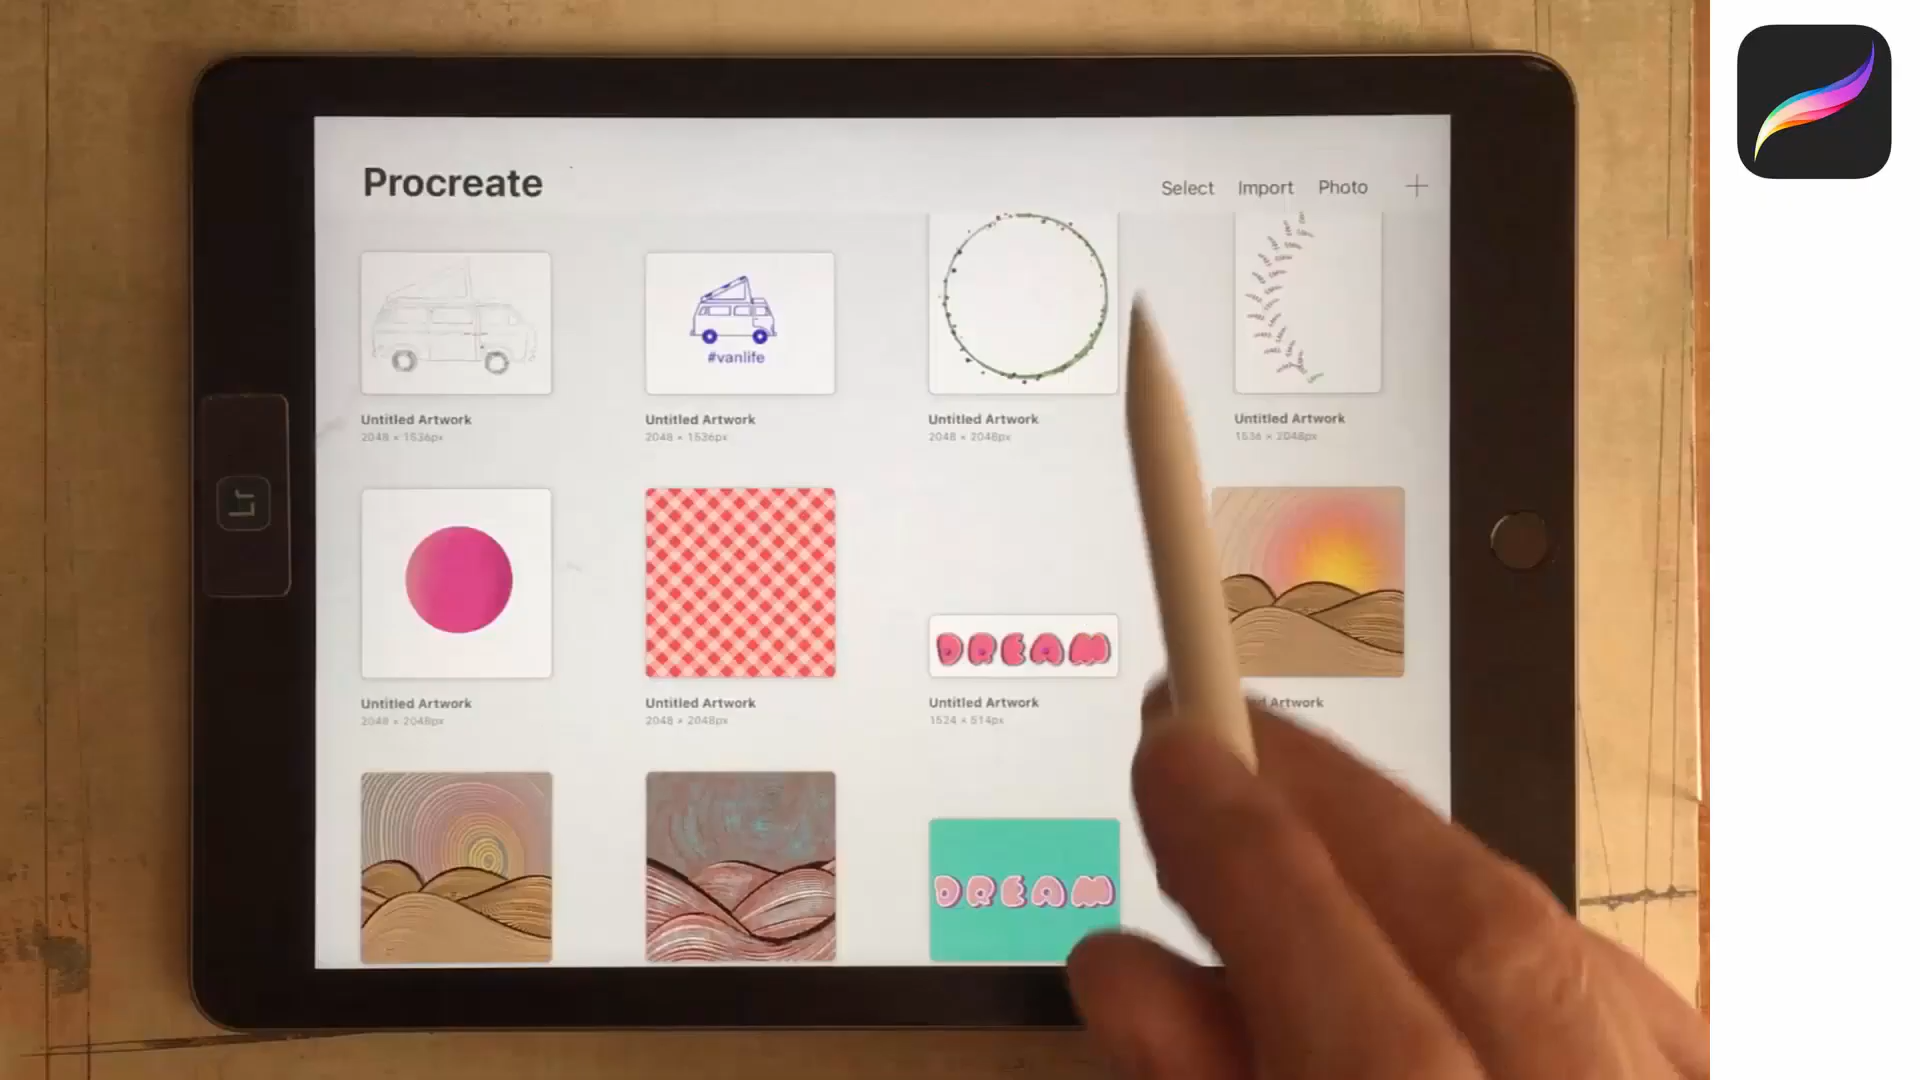 Procreate
Select Import Photo
#vanlife
Untitled Artwork
2048 × 1536px
Untitled Artwork
2048 × 1536px
Untitled Artwork
2048 × 2048px
Untitled Artwork
1536 × 2048px
DREAM
Untitled Artwork
2048 × 2048px
Untitled Artwork
2048 × 2048px
Untitled Artwork
1524 × 514px
Artwork
DREAM
Lr